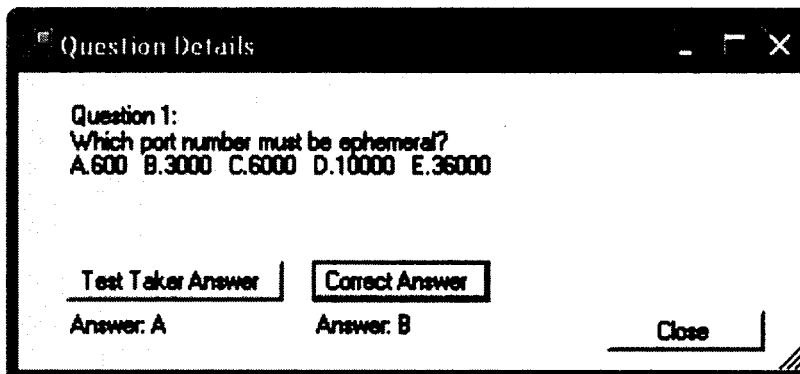 Question Details
Question 1:
Which port number must be ephemeral?
A.600 B.3000 C.6000 D.10000 E.36000
Test Taker Answer Correct Answer
Answer: A Answer: B
Close